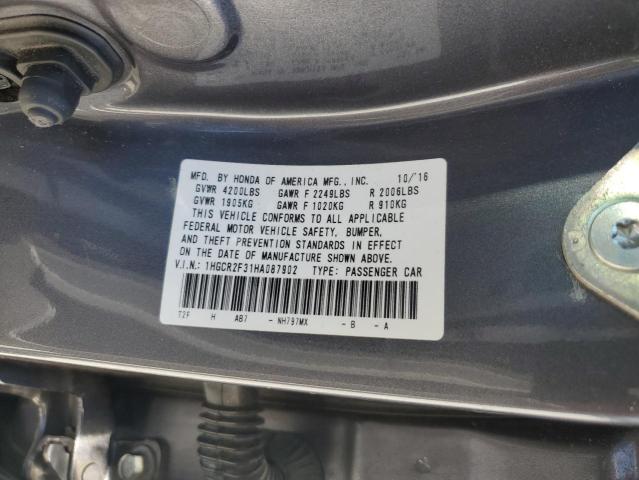 MFD. BY HONDA OF AMERICA MFG., INC. 10/16
GVWR 4200LBS GAWR F 2249LBS R 2006LBS
GVWR 1905KG GAWR F 1020KG R 910KG
THIS VEHICLE CONFORMS TO ALL APPLICABLE
FEDERAL MOTOR VEHICLE SAFETY, BUMPER,
AND THEFT PREVENTION STANDARDS IN EFFECT
ON THE DATE OF MANUFACTURE SHOWN ABOVE.
V.I.N.: 1HGCR2F31HA087902 TYPE: PASSENGER CAR
T2F H AB7 - NH797MX - B - A